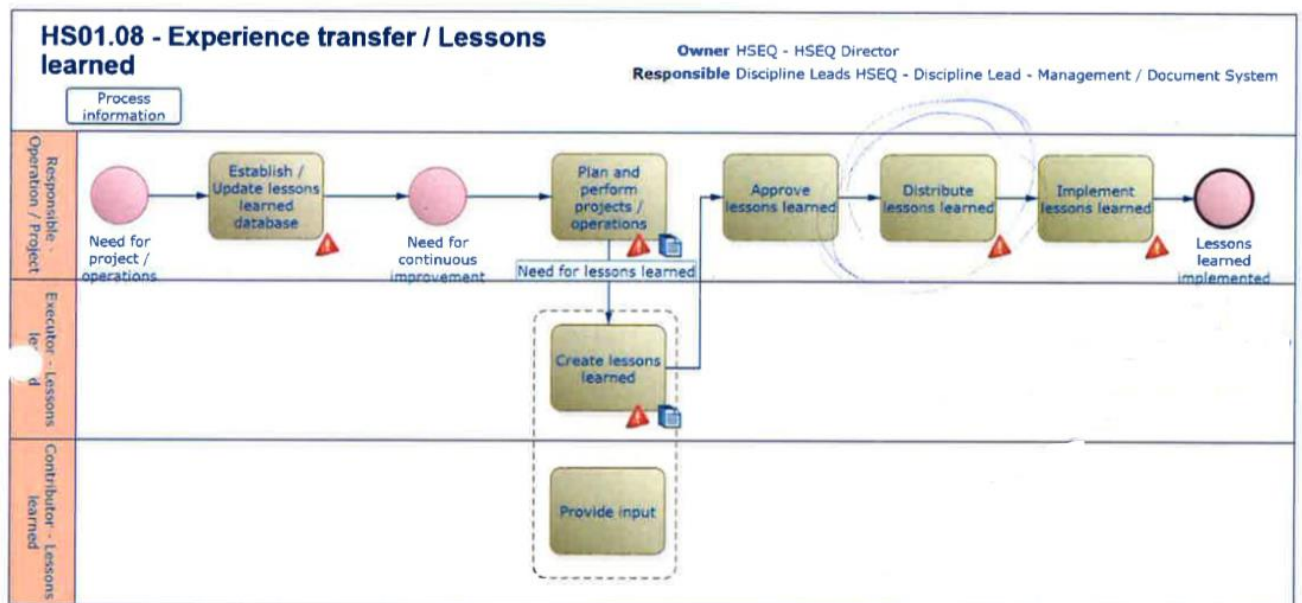 HS01.08 - Experience transfer / Lessons
learned
Owner HSEQ - HSEQ Director
Responsible Discipline Leads HSEQ - Discipline Lead - Management / Document System
Process
information
Responsible -
Operation / Project
Need for
project /
operations
Establish /
Update lessons
learned
database
Need for
continuous
improvement
Plan and
perform
projects /
operations
Need for lessons learned
Approve
lessons learned
Distribute
lessons learned
Implement
lessons learned
Lessons
learned
implemented
Executor - Lessons
Create lessons
learned
Contributor - Lessons
learned
Provide input